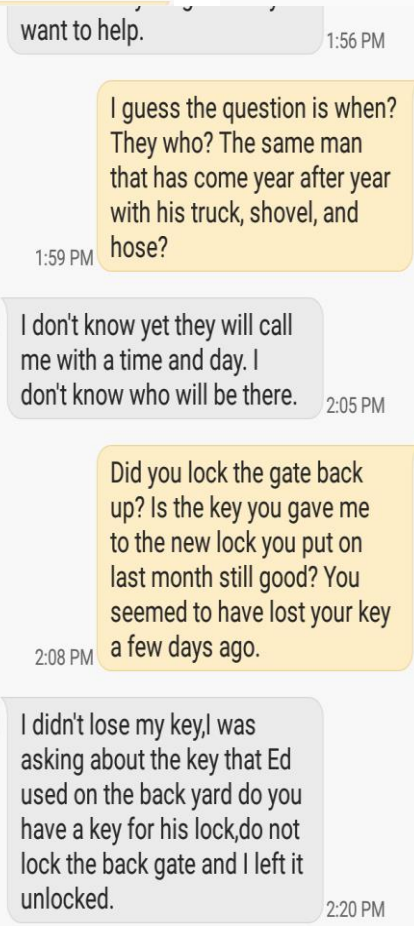 want to help.
1:56 PM
I guess the question is when?
They who? The same man
that has come year after year
with his truck, shovel, and
hose?
1:59 PM
I don't know yet they will call
me with a time and day. I
don't know who will be there.
2:05 PM
Did you lock the gate back
up? Is the key you gave me
to the new lock you put on
last month still good? You
seemed to have lost your key
a few days ago.
2:08 PM
I didn't lose my key,I was
asking about the key that Ed
used on the back yard do you
have a key for his lock,do not
lock the back gate and I left it
unlocked.
2:20 PM